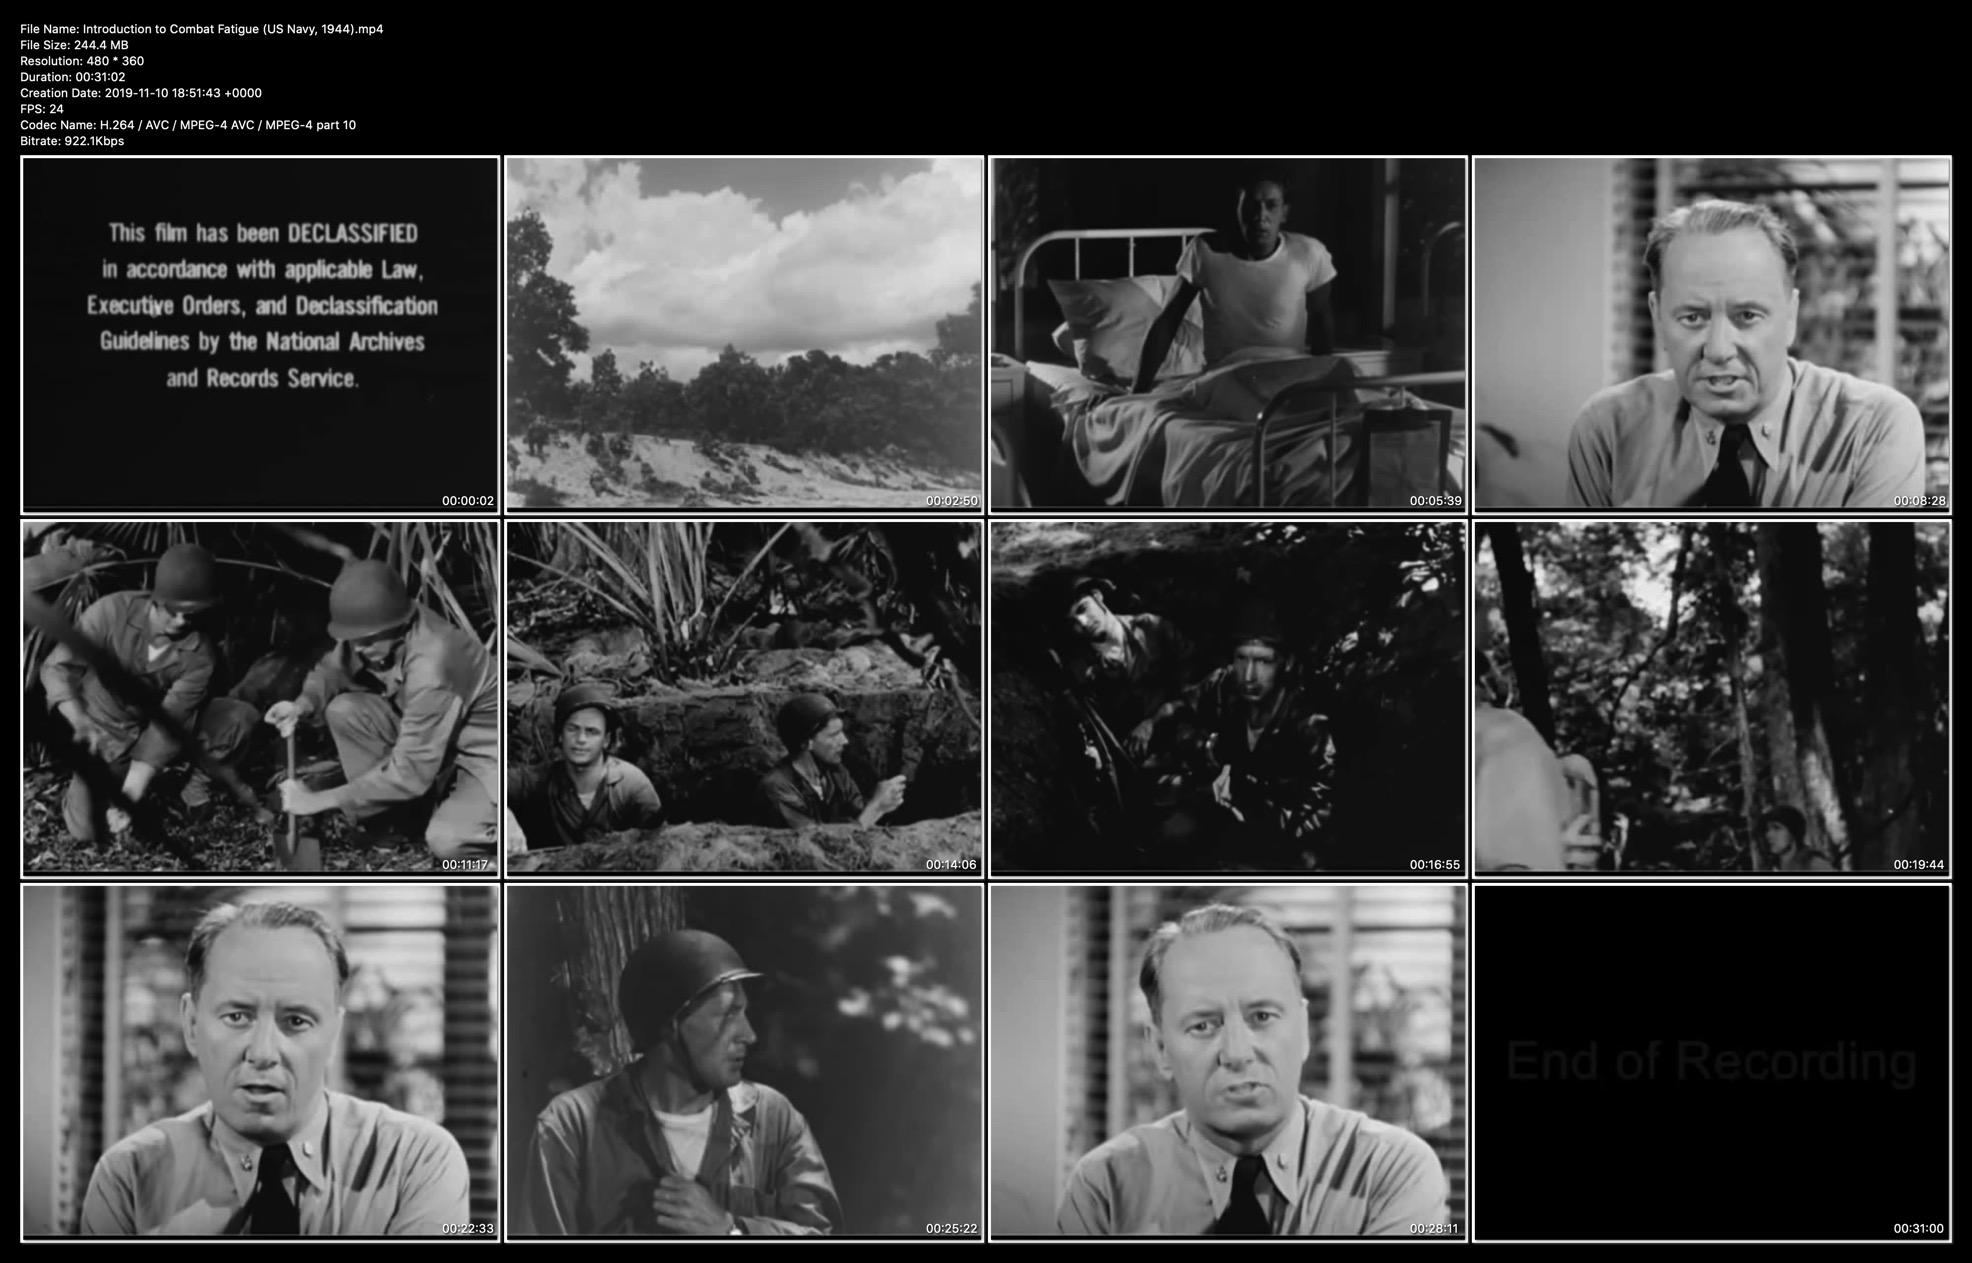 File Name: Introduction to Combat Fatigue (US Navy, 1944).mp4
File Size: 244.4 MB
Resolution: 480 * 360
Duration: 00:31:02
Creation Date: 2019-11-10 18:51:43 +0000
FPS: 24
Codec Name: H.264 / AVC / MPEG-4 AVC / MPEG-4 part 10
Bitrate: 922.1Kbps
This film has been DECLASSIFIED
in accordance with applicable Law,
Executive Orders, and Declassification
Guidelines by the National Archives
and Records Service.
00:00:02
00:02:50
00:05:39
00:08:28
00:11:17
00:14:06
00:16:55
00:19:44
00:22:33
00:25:22
00:28:11
End of Recording
00:31:00